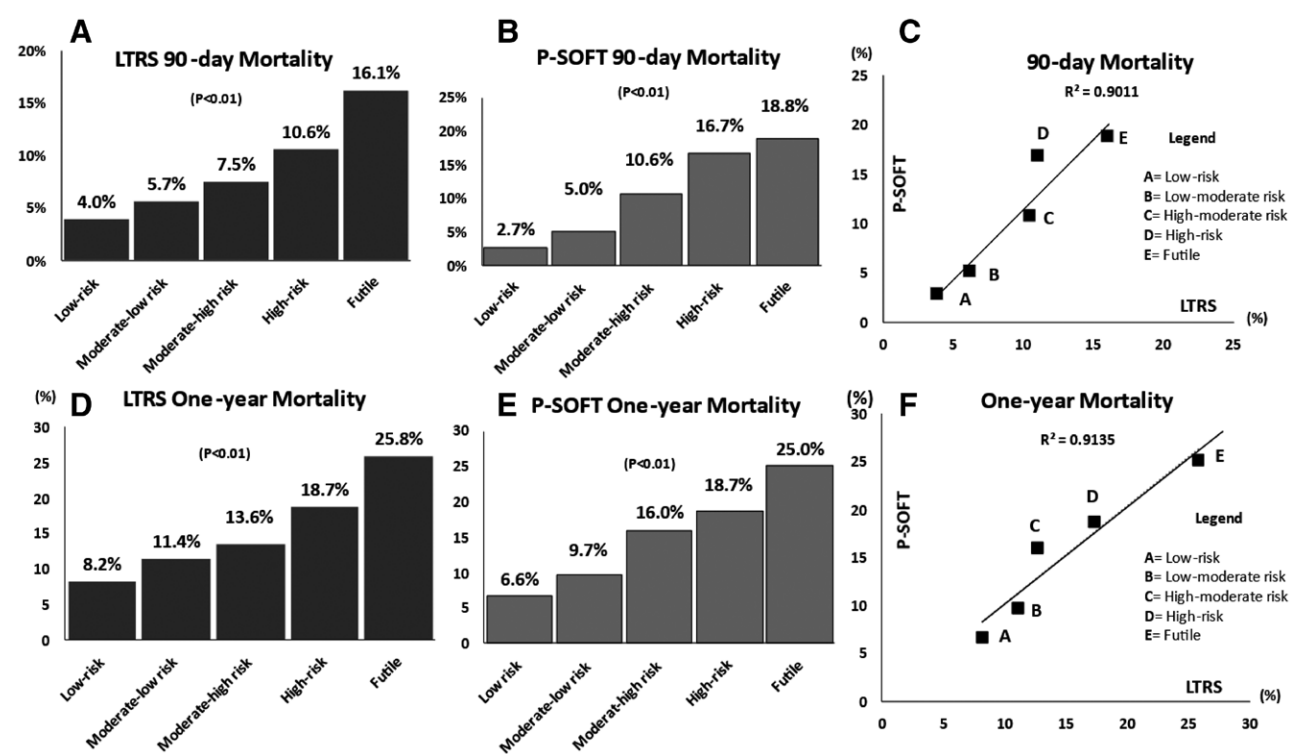 A
LTRS 90-day Mortality
(P<0.01)
20%
15%
10%
5%
0%
4.0%
5.7%
7.5%
10.6%
16.1%
Low-risk
Moderate-low risk
Moderate-high risk
High-risk
Futile
B
P-SOFT 90-day Mortality
(P<0.01)
25%
20%
15%
10%
5%
0%
2.7%
5.0%
10.6%
16.7%
18.8%
Low-risk
Moderate-low risk
Moderate-high risk
High-risk
Futile
C
(%)
90-day Mortality
R² = 0.9011
25
20
15
10
5
0
P-SOFT
A
B
C
D
E
Legend
A= Low-risk
B= Low-moderate risk
C= High-moderate risk
D= High-risk
E= Futile
LTRS
(%)
0 5 10 15 20 25
(%)
D
LTRS One-year Mortality
(P<0.01)
30
25
20
15
10
5
0
8.2%
11.4%
13.6%
18.7%
25.8%
Low-risk
Moderate-low risk
Moderate-high risk
High-risk
Futile
E
P-SOFT One-year Mortality
(P<0.01)
30
25
20
15
10
5
0
6.6%
9.7%
16.0%
18.7%
25.0%
Low risk
Moderate-low risk
Moderat-high risk
High-risk
Futile
(%)
F
One-year Mortality
R² = 0.9135
30
25
20
15
10
5
0
P-SOFT
A
B
C
D
E
Legend
A= Low-risk
B= Low-moderate risk
C= High-moderate risk
D= High-risk
E= Futile
LTRS
(%)
0 5 10 15 20 25 30